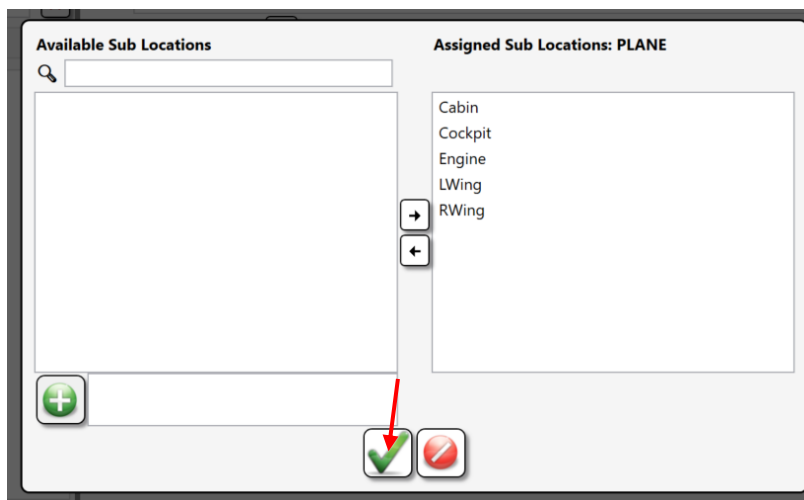 Available Sub Locations
Assigned Sub Locations: PLANE
Cabin
Cockpit
Engine
LWing
RWing